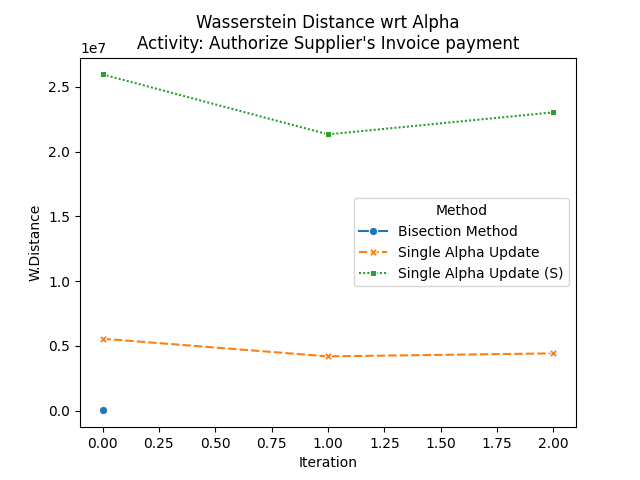 Wasserstein Distance wrt Alpha
Activity: Authorize Supplier's Invoice payment
1e7
2.5
2.0
1.5
1.0
0.5
0.0
W.Distance
Method
Bisection Method
Single Alpha Update
Single Alpha Update (S)
0.00 0.25 0.50 0.75 1.00 1.25 1.50 1.75 2.00
Iteration